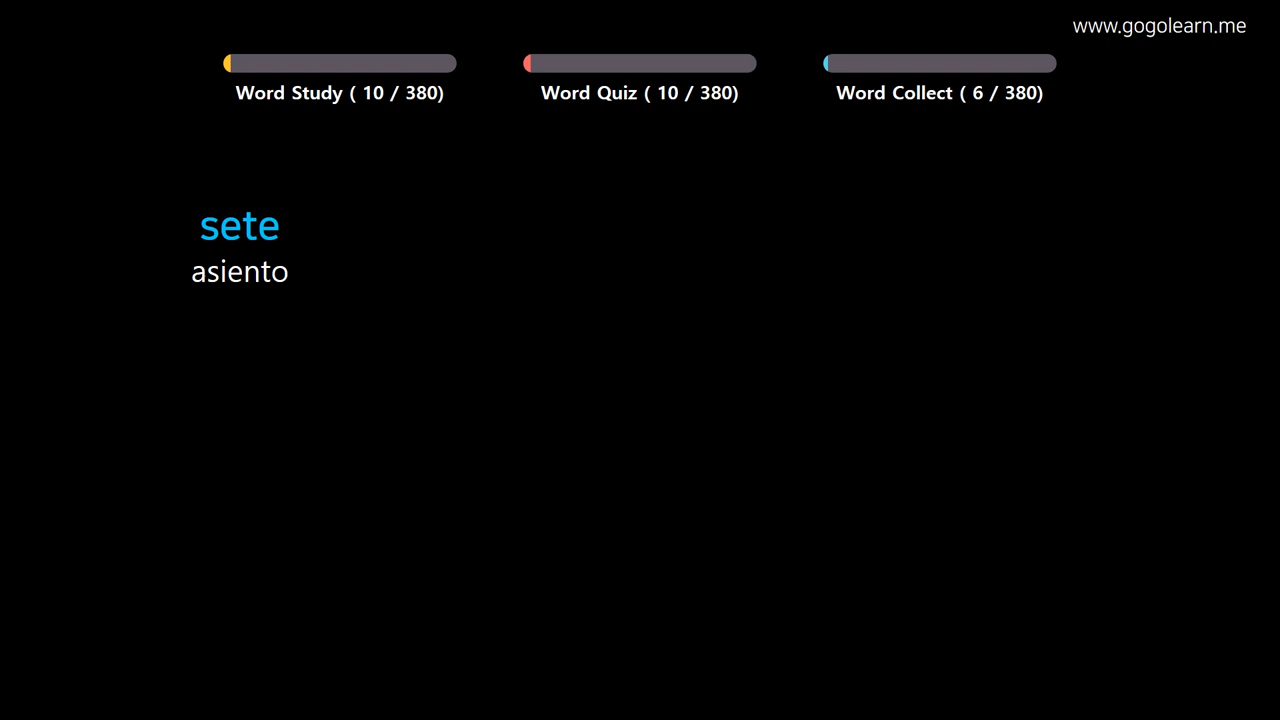 www.gogolearn.me
Word Study ( 10 / 380)
Word Quiz ( 10 / 380)
Word Collect ( 6 / 380)
sete
asiento